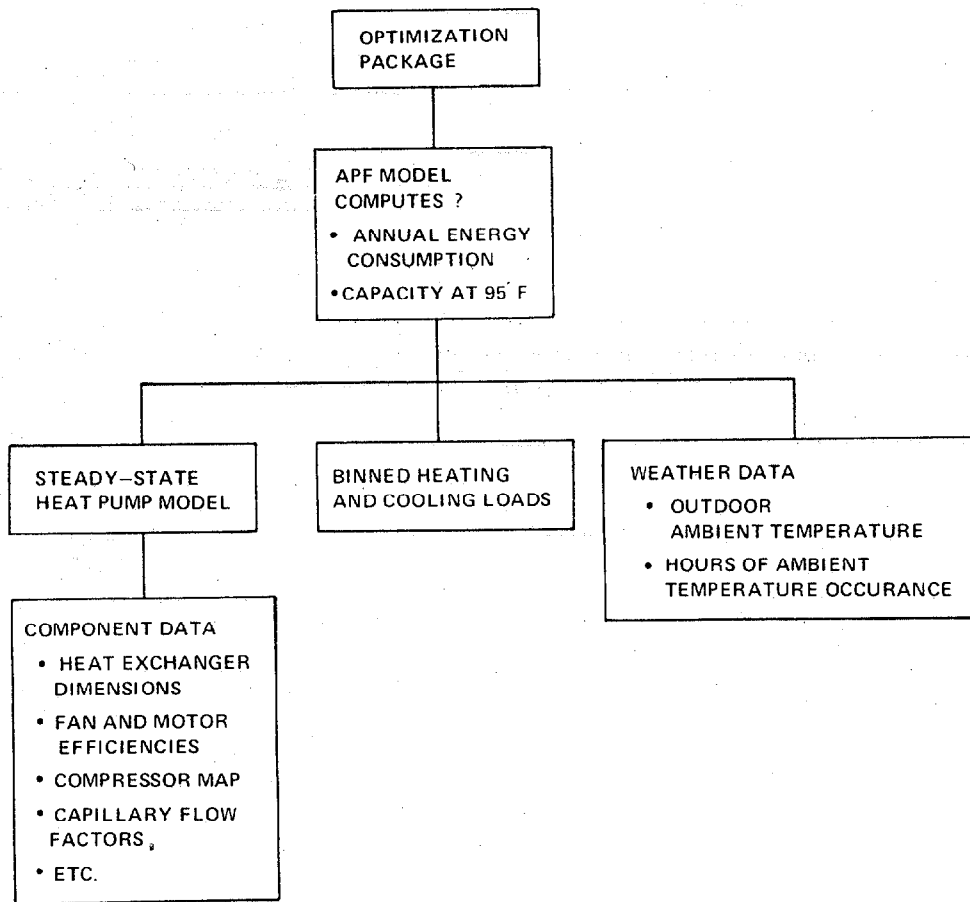 OPTIMIZATION
PACKAGE
APF MODEL
COMPUTES ?
• ANNUAL ENERGY
CONSUMPTION
• CAPACITY AT 95° F
STEADY–STATE
HEAT PUMP MODEL
BINNED HEATING
AND COOLING LOADS
WEATHER DATA
• OUTDOOR
AMBIENT TEMPERATURE
• HOURS OF AMBIENT
TEMPERATURE OCCURANCE
COMPONENT DATA
• HEAT EXCHANGER
DIMENSIONS
• FAN AND MOTOR
EFFICIENCIES
• COMPRESSOR MAP
• CAPILLARY FLOW
FACTORS,
• ETC.